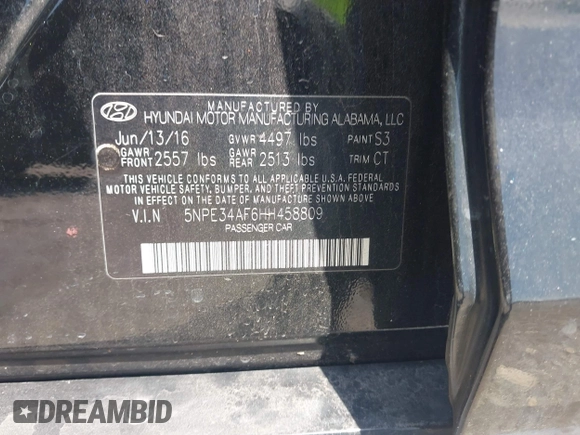 MANUFACTURED BY
HYUNDAI MOTOR MANUFACTURING ALABAMA, LLC
Jun/13/16 GVWR 4497 lbs PAINT S3
GAWR FRONT 2557 lbs GAWR REAR 2513 lbs TRIM CT
THIS VEHICLE CONFORMS TO ALL APPLICABLE U.S.A. FEDERAL
MOTOR VEHICLE SAFETY, BUMPER, AND THEFT PREVENTION STANDARDS
IN EFFECT ON THE DATE OF MANUFACTURE SHOWN ABOVE
V.I.N 5NPE34AF6HH458809
PASSENGER CAR
DREAMBID